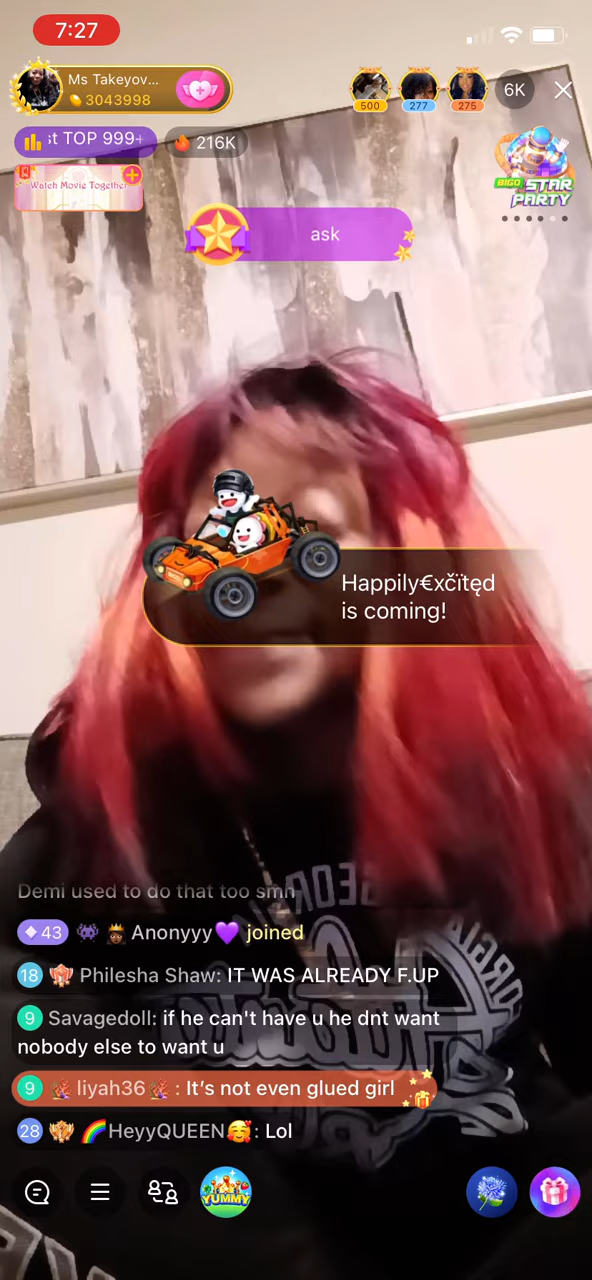 7:27
Ms Takeyov...
3043998
500
277
275
6K
st TOP 999+
216K
Watch Movie Together
BIGO STAR
PARTY
ask
Happily€xčïtęd
is coming!
Demi used to do that too smh
43 Anonyyy💜 joined
18 Philesha Shaw: IT WAS ALREADY F.UP
9 Savagedoll: if he can't have u he dnt want
nobody else to want u
9 liyah36 : It's not even glued girl
28 🌈HeyyQUEEN🥰: Lol
YUMMY